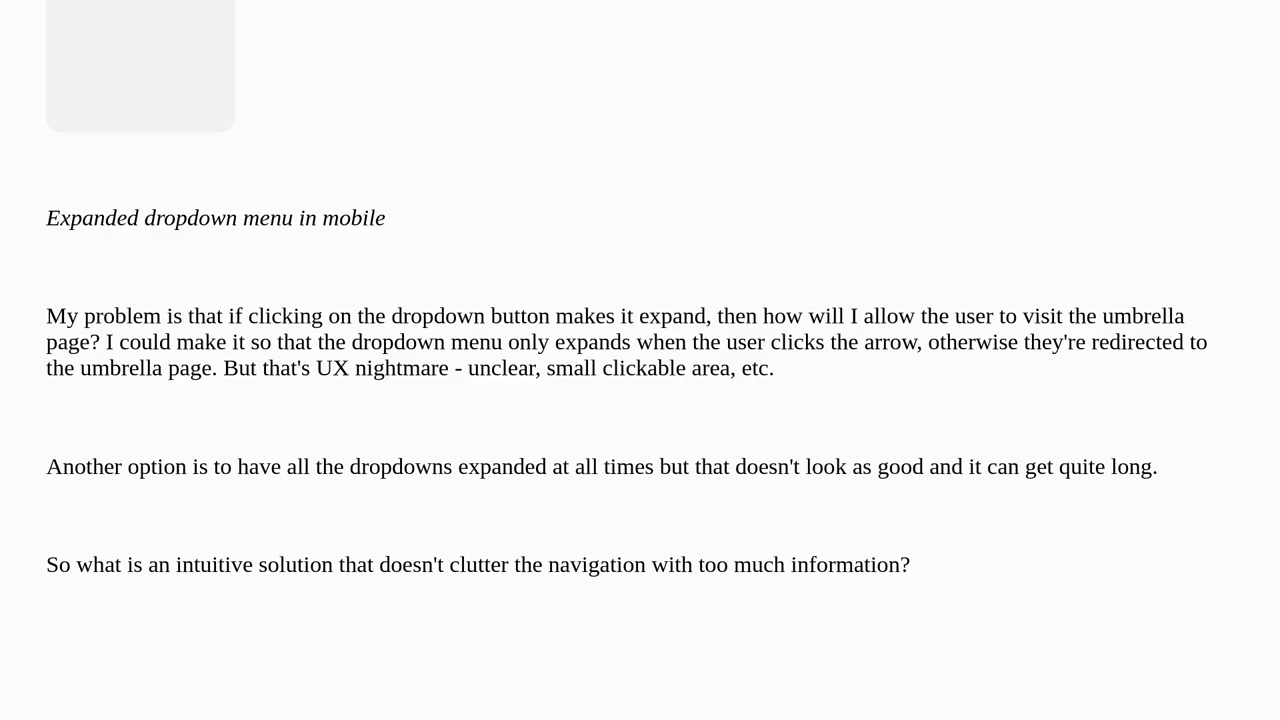 Expanded dropdown menu in mobile
My problem is that if clicking on the dropdown button makes it expand, then how will I allow the user to visit the umbrella
page? I could make it so that the dropdown menu only expands when the user clicks the arrow, otherwise they're redirected to
the umbrella page. But that's UX nightmare - unclear, small clickable area, etc.
Another option is to have all the dropdowns expanded at all times but that doesn't look as good and it can get quite long.
So what is an intuitive solution that doesn't clutter the navigation with too much information?